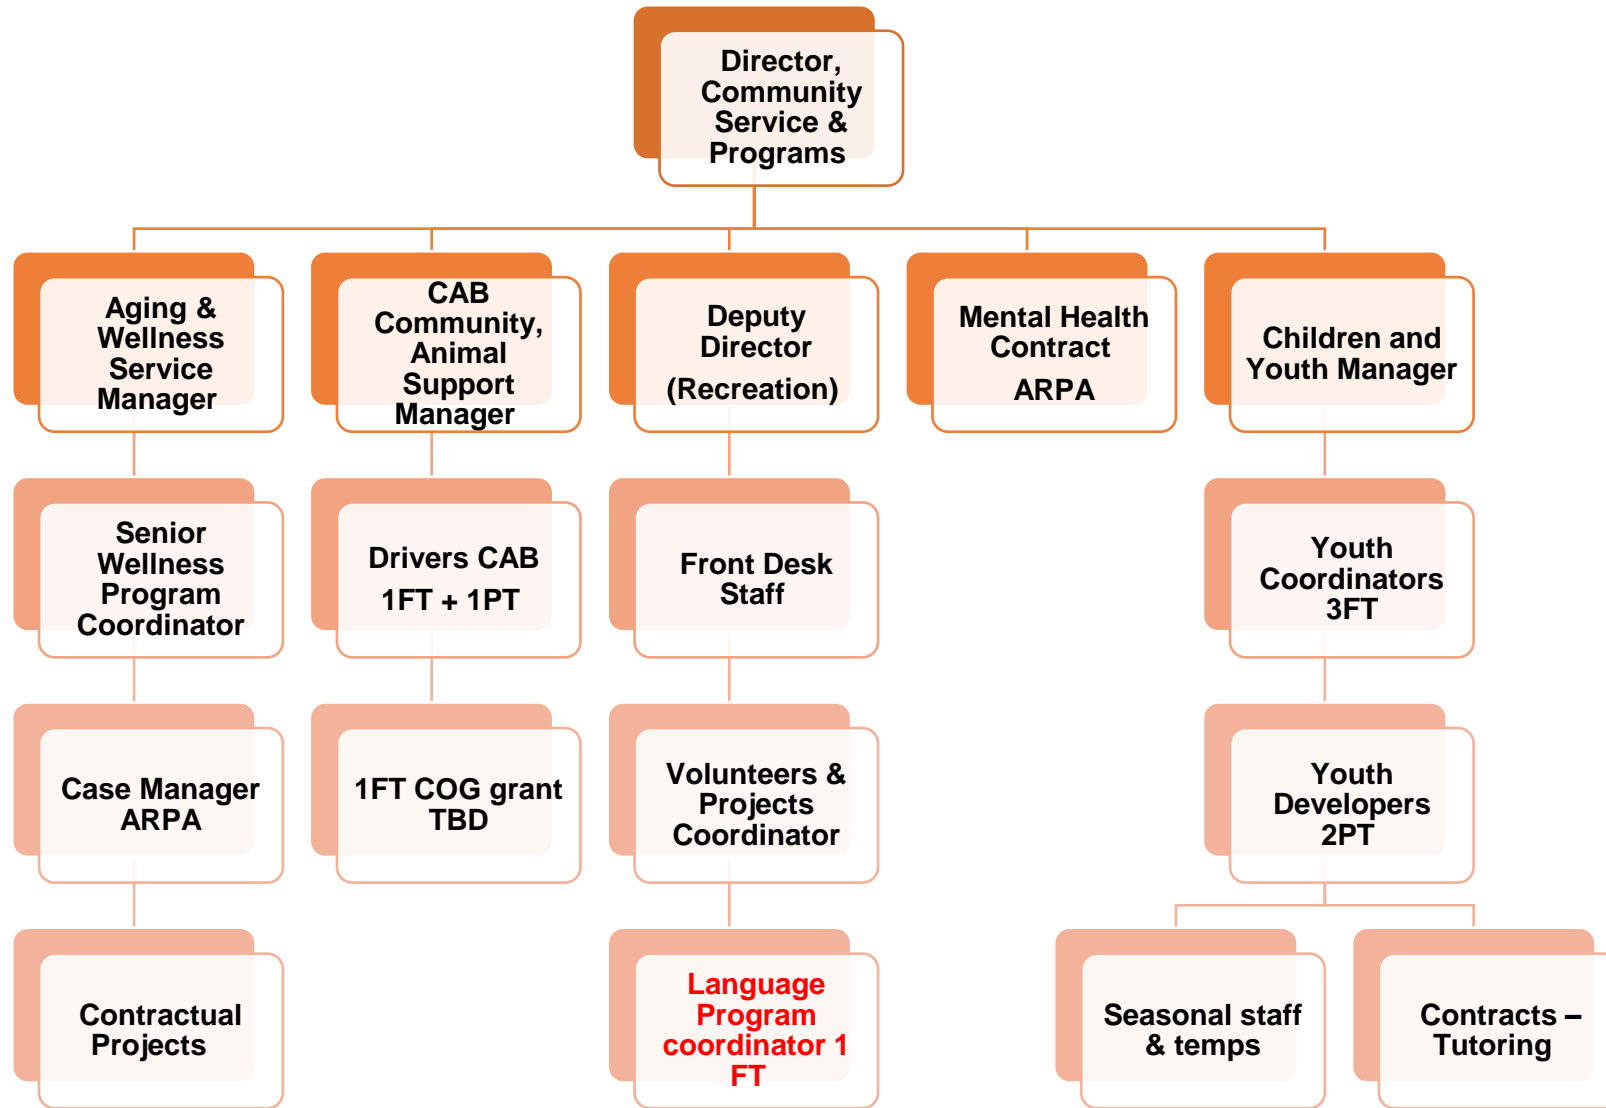 Director,
Community
Service &
Programs
Aging &
Wellness
Service
Manager
CAB
Community,
Animal
Support
Manager
Deputy
Director
(Recreation)
Mental Health
Contract
ARPA
Children and
Youth Manager
Senior
Wellness
Program
Coordinator
Drivers CAB
1FT + 1PT
Front Desk
Staff
Youth
Coordinators
3FT
Case Manager
ARPA
1FT COG grant
TBD
Volunteers &
Projects
Coordinator
Youth
Developers
2PT
Contractual
Projects
Language
Program
coordinator 1
FT
Seasonal staff
& temps
Contracts –
Tutoring